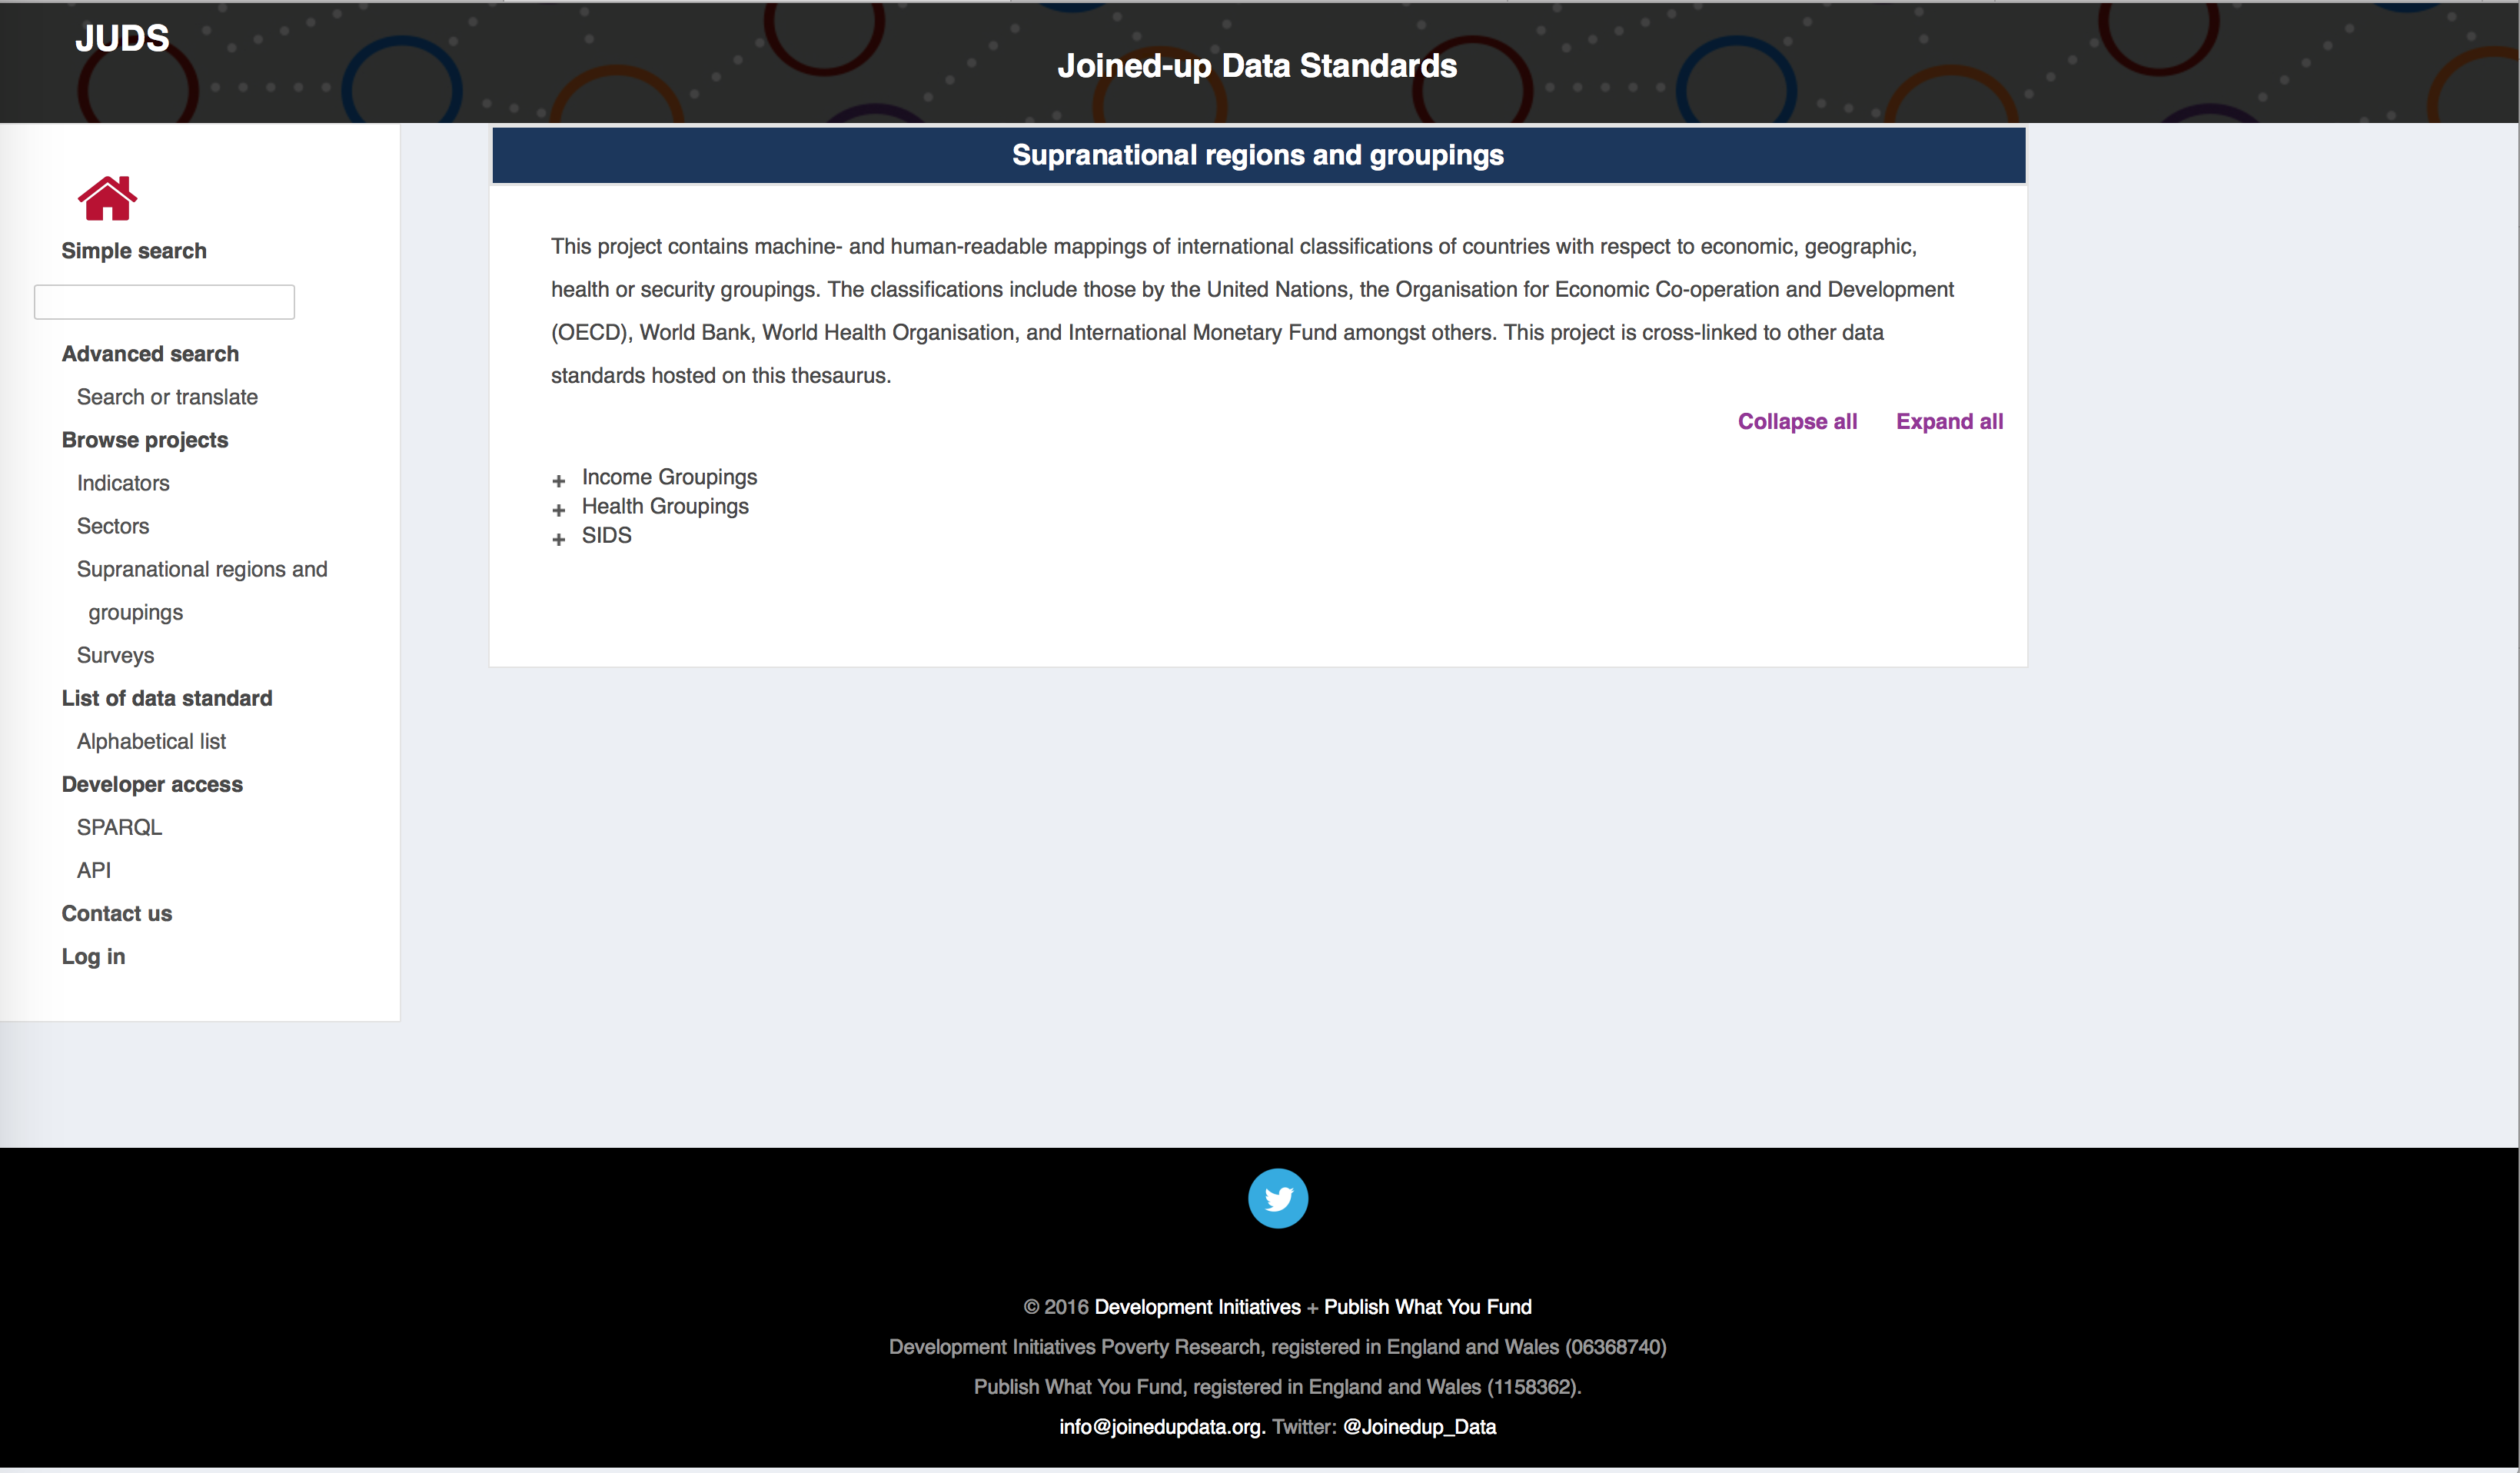 JUDS
Joined-up Data Standards
Simple search
Advanced search
Search or translate
Browse projects
Indicators
Sectors
Supranational regions and
groupings
Surveys
List of data standard
Alphabetical list
Developer access
SPARQL
API
Contact us
Log in
Supranational regions and groupings
This project contains machine- and human-readable mappings of international classifications of countries with respect to economic, geographic,
health or security groupings. The classifications include those by the United Nations, the Organisation for Economic Co-operation and Development
(OECD), World Bank, World Health Organisation, and International Monetary Fund amongst others. This project is cross-linked to other data
standards hosted on this thesaurus.
Collapse all Expand all
+ Income Groupings
+ Health Groupings
+ SIDS
© 2016 Development Initiatives + Publish What You Fund
Development Initiatives Poverty Research, registered in England and Wales (06368740)
Publish What You Fund, registered in England and Wales (1158362).
info@joinedupdata.org. Twitter: @Joinedup_Data